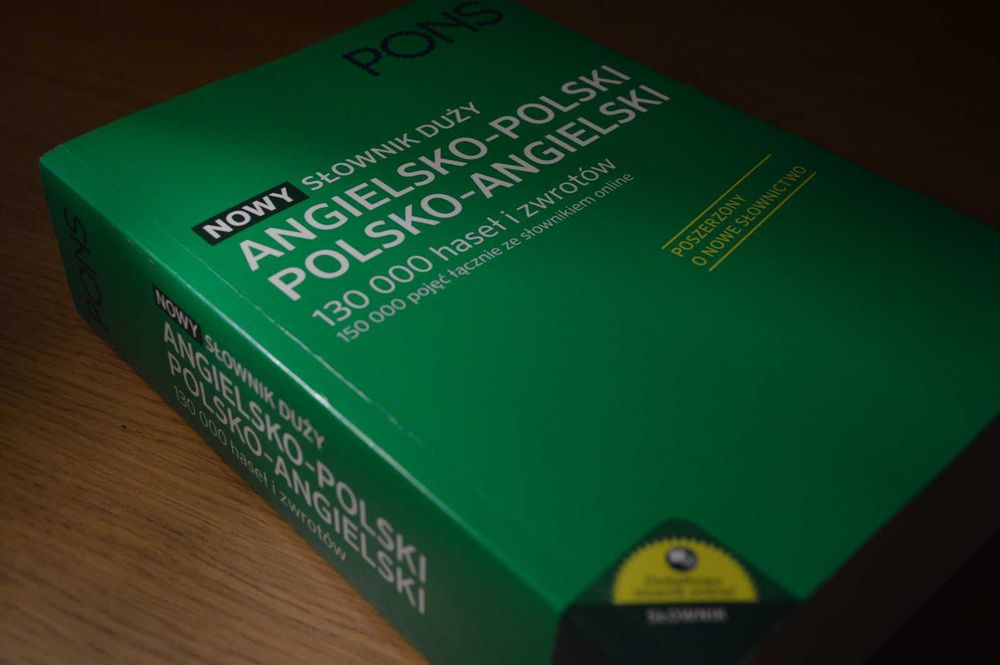 PONS
NOWY SŁOWNIK DUŻY
ANGIELSKO-POLSKI
POLSKO-ANGIELSKI
130 000 haseł i zwrotów
150 000 pojęć łącznie ze słownikiem online
POSZERZONY
O NOWE SŁOWNICTWO
SŁOWNIK
PONS
NOWY SŁOWNIK DUŻY
ANGIELSKO-POLSKI
POLSKO-ANGIELSKI
130 000 haseł i zwrotów